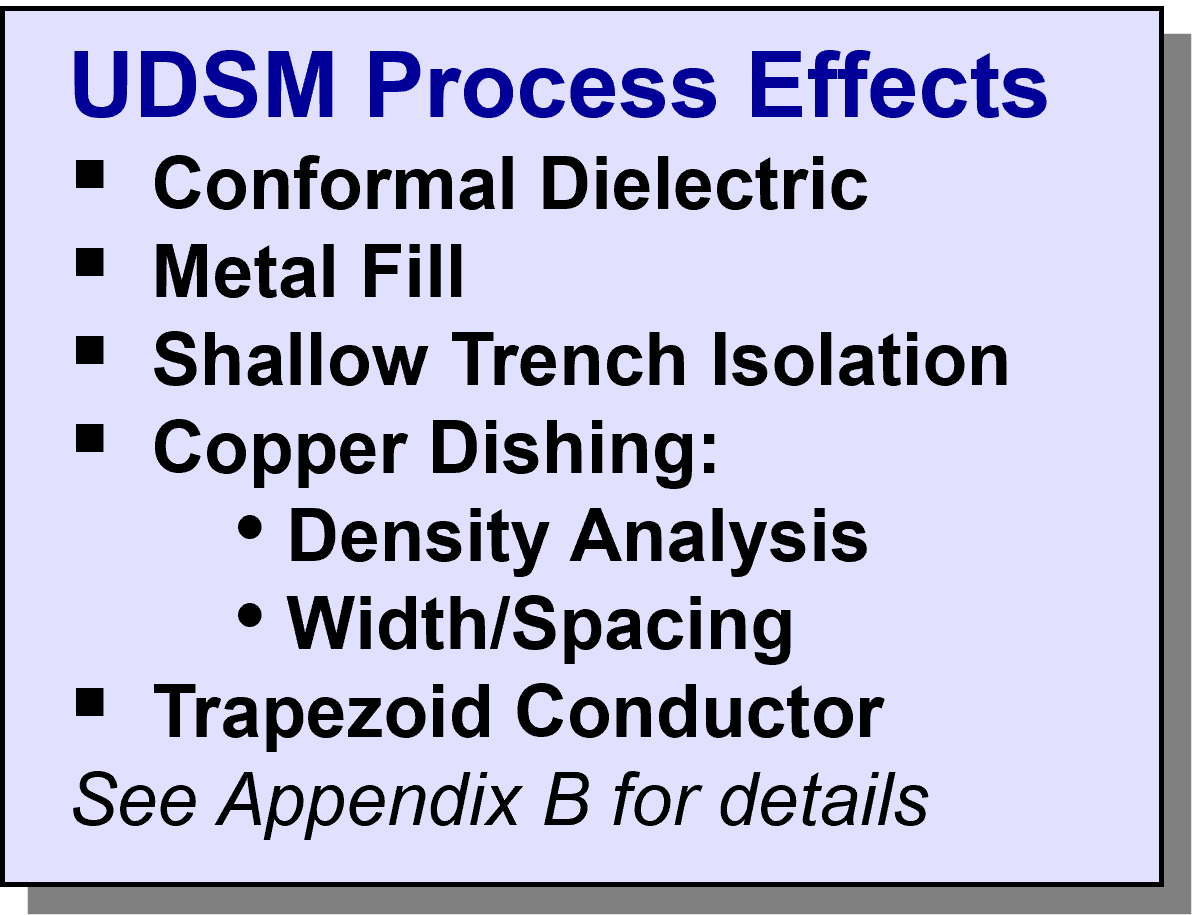 UDSM Process Effects
▪ Conformal Dielectric
▪ Metal Fill
▪ Shallow Trench Isolation
▪ Copper Dishing:
• Density Analysis
• Width/Spacing
▪ Trapezoid Conductor
See Appendix B for details